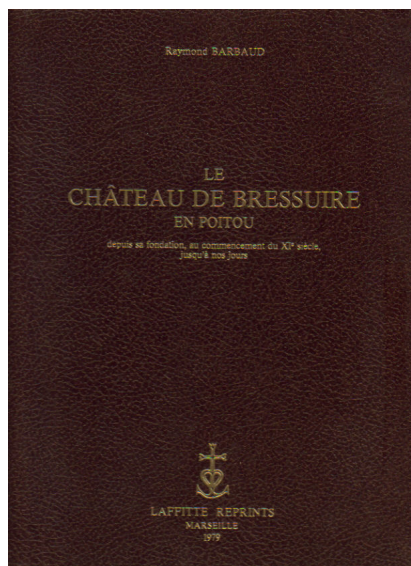 Raymond BARBAUD
LE
CHÂTEAU DE BRESSUIRE
EN POITOU
depuis sa fondation, au commencement du XIe siècle,
jusqu'à nos jours
LAFFITTE REPRINTS
MARSEILLE
1979